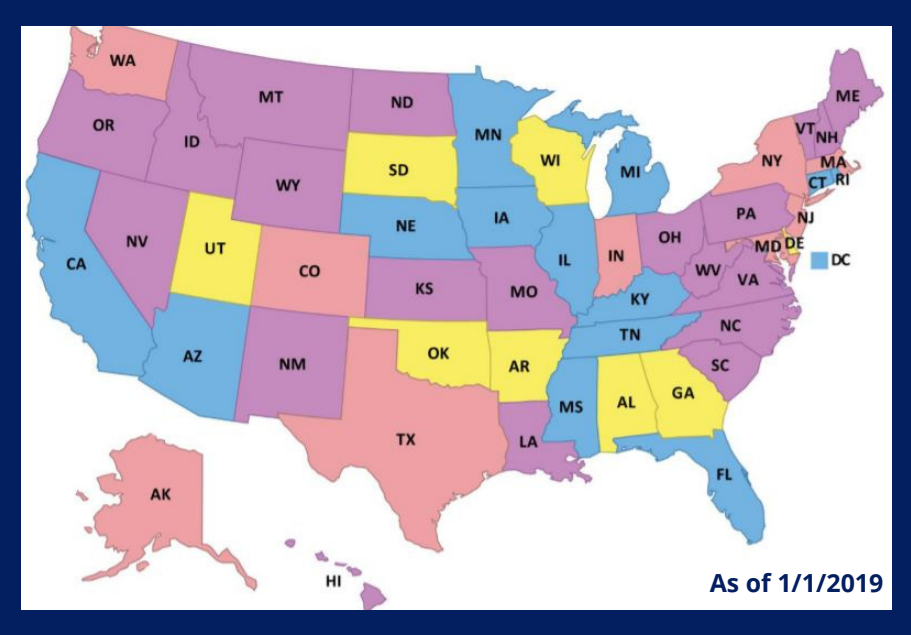 WA
MT
ND
MN
ME
OR
ID
VT
NH
WI
NY
MA
SD
MI
CT
RI
WY
NE
IA
PA
NJ
NV
UT
CO
IL
IN
OH
MD
DE
DC
CA
KS
MO
WV
VA
KY
NC
AZ
NM
OK
AR
TN
SC
MS
AL
GA
TX
LA
FL
AK
HI
As of 1/1/2019